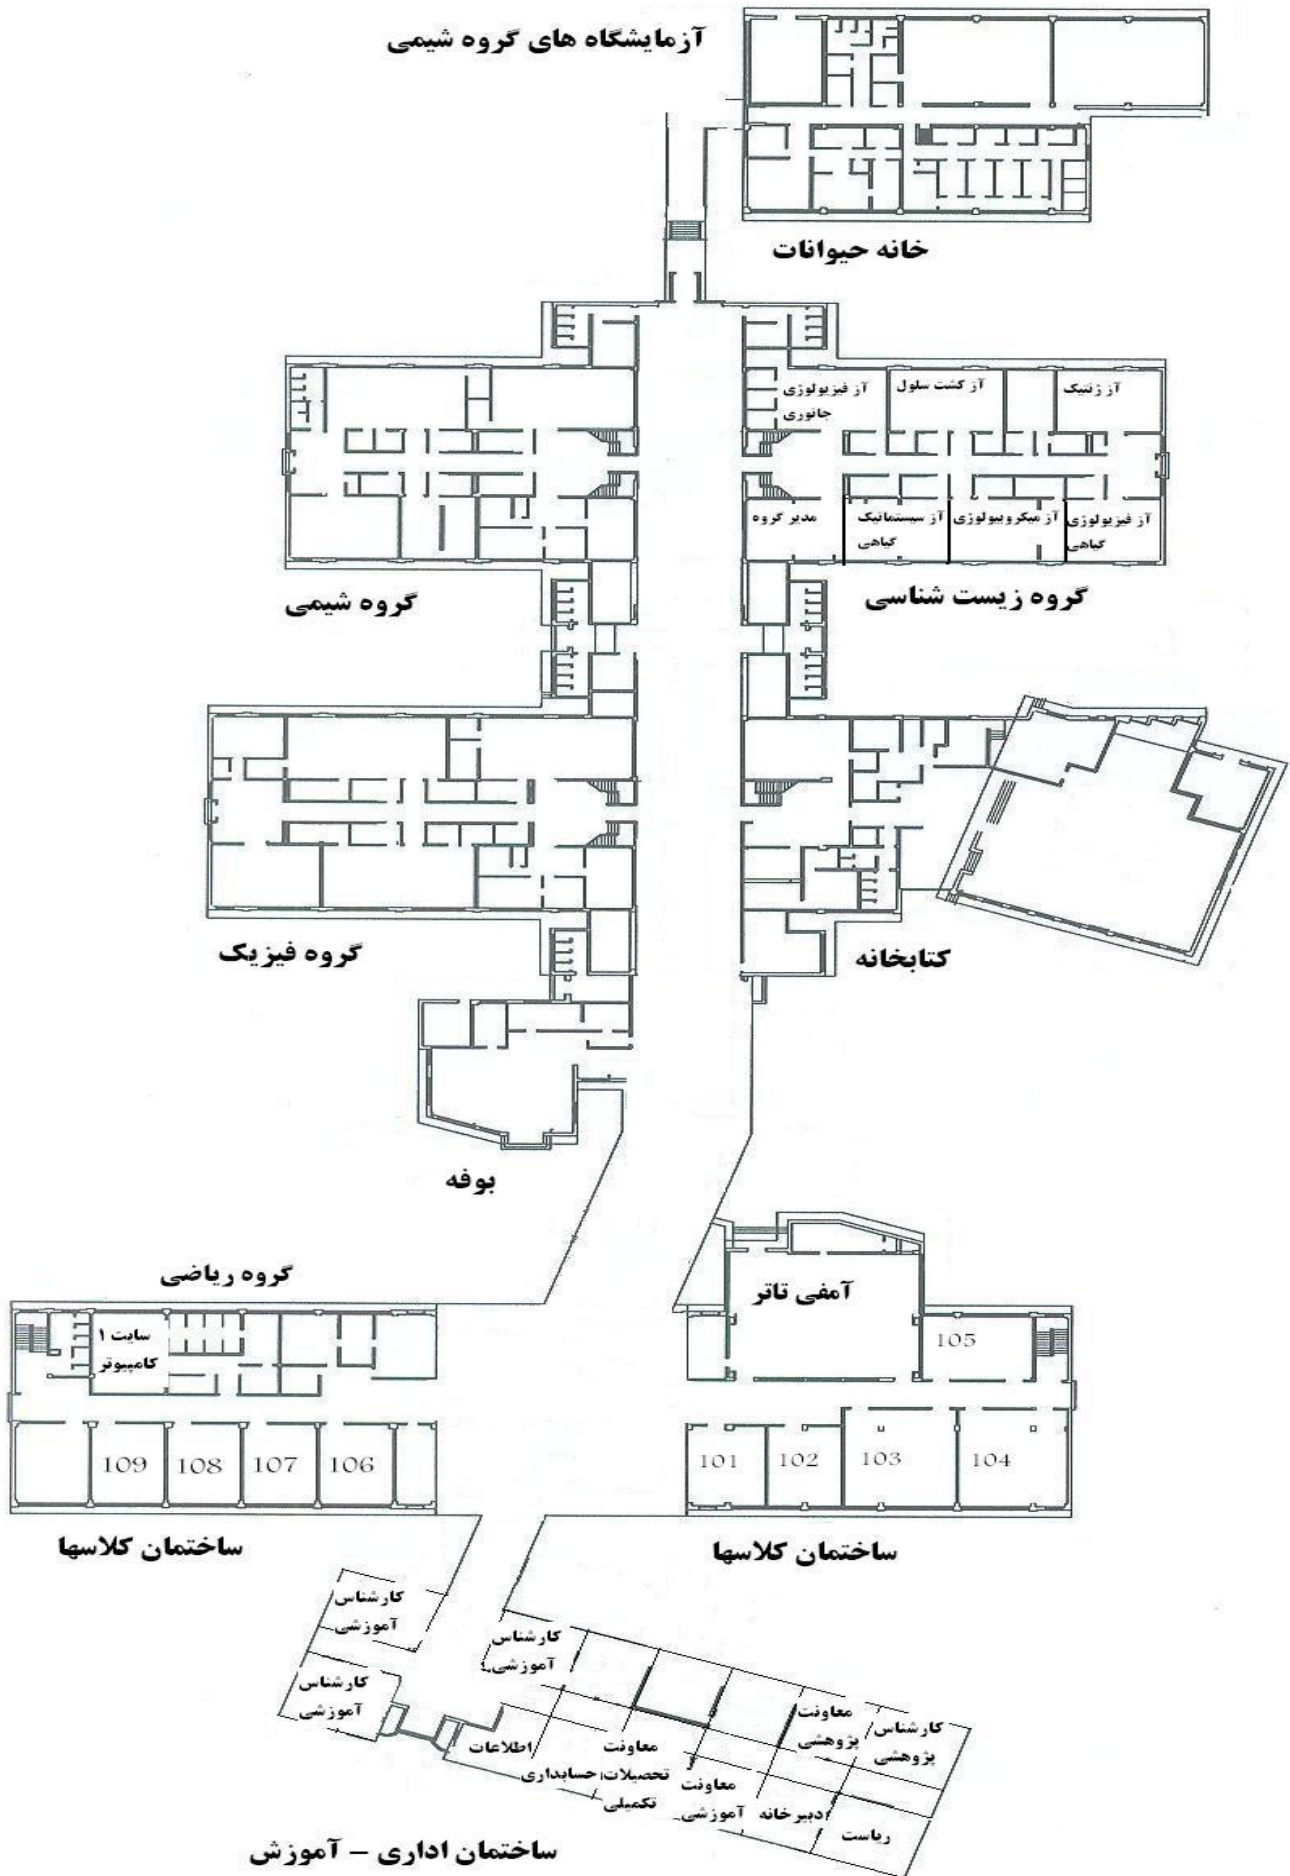 آزمایشگاه های گروه شیمی
خانه حیوانات
آز فیزیولوژی
جانوری
آز کشت سلول
آز ژنتیک
مدیر گروه
آز سیستماتیک
گیاهی
آز میکروبیولوژی
آز فیزیولوژی
گیاهی
گروه شیمی
گروه زیست شناسی
گروه فیزیک
کتابخانه
بوفه
گروه ریاضی
آمفی تاتر
سایت ۱
کامپیوتر
105
109
108
107
106
101
102
103
104
ساختمان کلاسها
ساختمان کلاسها
کارشناس
آموزشی
کارشناس
آموزشی
کارشناس
آموزشی
اطلاعات
حسابداری
معاونت
تحصیلات
تکمیلی
معاونت
آموزشی
معاونت
پژوهشی
کارشناس
پژوهشی
دبیرخانه
ریاست
ساختمان اداری – آموزش